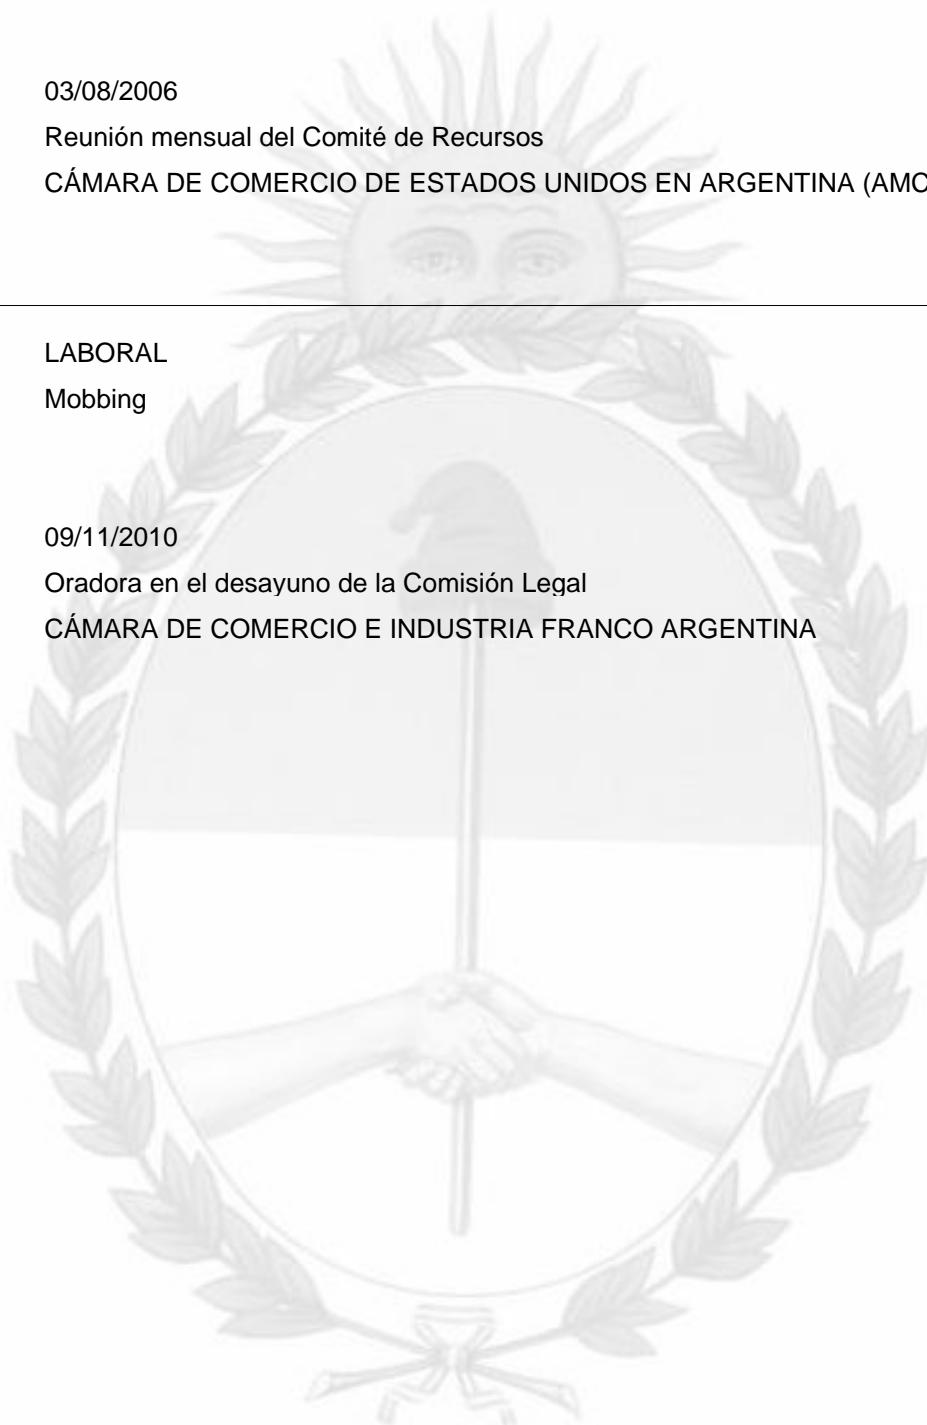 03/08/2006
Reunión mensual del Comité de Recursos
CÁMARA DE COMERCIO DE ESTADOS UNIDOS EN ARGENTINA (AMC
LABORAL
Mobbing
09/11/2010
Oradora en el desayuno de la Comisión Legal
CÁMARA DE COMERCIO E INDUSTRIA FRANCO ARGENTINA